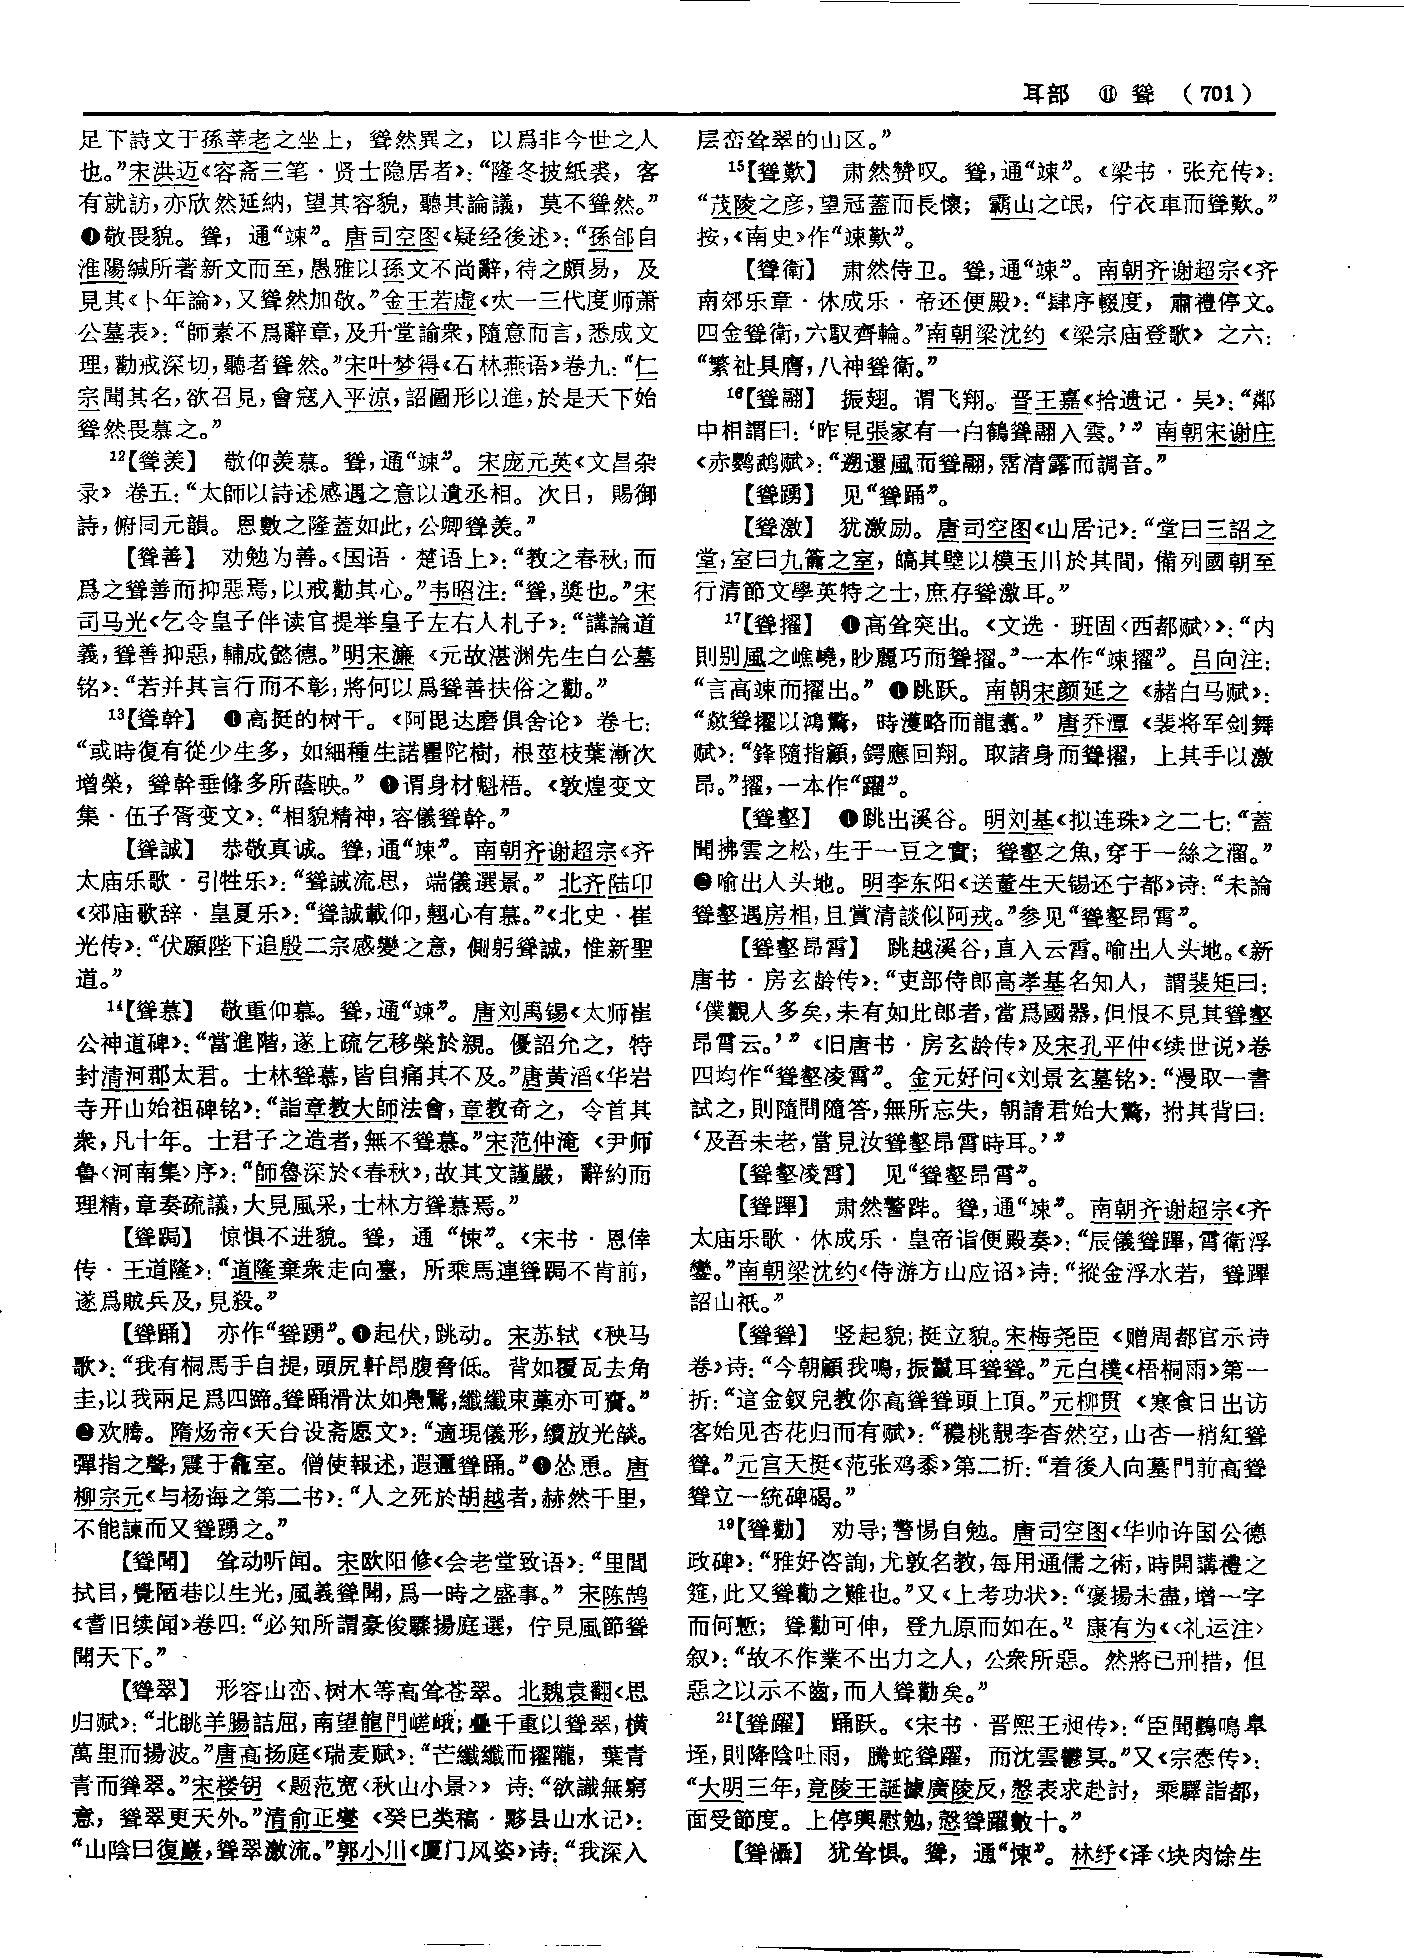 耳部 ⑪ 聳 （701）
足下詩文于孫莘老之坐上，聳然異之，以爲非今世之人
也。”宋洪迈《容斋三笔·贤士隐居者》：“隆冬披紙裘，客
有就訪，亦欣然延納，望其容貌，聽其論議，莫不聳然。”
敬畏貌。聳，通“竦”。唐司空图《疑经後述》：“孫郃自
淮陽緘所著新文而至，愚雅以孫文不尚辭，待之頗易，及
見其《卜年論》，又聳然加敬。”金王若虚《太一三代度师萧
公墓表》：“師素不爲辭章，及升堂諭衆，隨意而言，悉成文
理，勸戒深切，聽者聳然。”宋叶梦得《石林燕语》卷九：“仁
宗聞其名，欲召見，會寇入平涼，詔圖形以進，於是天下始
聳然畏慕之。”
12【聳羡】 敬仰羡慕。聳，通“竦”。宋庞元英《文昌杂
录》卷五：“太師以詩述感遇之意以遺丞相。次日，賜御
詩，俯同元韻。恩數之隆蓋如此，公卿聳羡。”
【聳善】 劝勉为善。《国语·楚语上》：“教之春秋，而
爲之聳善而抑惡焉，以戒勸其心。”韦昭注：“聳，奬也。”宋
司马光《乞令皇子伴读官提举皇子左右人札子》：“講論道
義，聳善抑惡，輔成懿德。”明宋濂《元故湛渊先生白公墓
铭》：“若并其言行而不彰，將何以爲聳善扶俗之勸。”
13【聳幹】 ❶高挺的树干。《阿毘达磨俱舍论》卷七：
“或時復有從少生多，如細種生諾瞿陀樹，根莖枝葉漸次
增榮，聳幹垂條多所蔭映。”❷谓身材魁梧。《敦煌变文
集·伍子胥变文》：“相貌精神，容儀聳幹。”
【聳誠】 恭敬真诚。聳，通“竦”。南朝齐谢超宗《齐
太庙乐歌·引牲乐》：“聳誠流思，端儀選景。”北齐陆卬
《郊庙歌辞·皇夏乐》：“聳誠載仰，翹心有慕。”《北史·崔
光传》：“伏願陛下追殷二宗感變之意，側躬聳誠，惟新聖
道。”
14【聳慕】 敬重仰慕。聳，通“竦”。唐刘禹锡《太师崔
公神道碑》：“當進階，遂上疏乞移榮於親。優詔允之，特
封清河郡太君。士林聳慕，皆自痛其不及。”唐黄滔《华岩
寺开山始祖碑铭》：“詣章教大師法會，章教奇之，令首其
衆，凡十年。士君子之造者，無不聳慕。”宋范仲淹《尹师
鲁〈河南集〉序》：“師魯深於《春秋》，故其文謹嚴，辭約而
理精，章奏疏議，大見風采，士林方聳慕焉。”
【聳跼】 惊惧不进貌。聳，通“悚”。《宋书·恩倖
传·王道隆》：“道隆棄衆走向臺，所乘馬連聳跼不肯前，
遂爲賊兵及，見殺。”
【聳踊】 亦作“聳踴”。❶起伏，跳动。宋苏轼《秧马
歌》：“我有桐馬手自提，頭尻軒昂腹脅低。背如覆瓦去角
圭，以我兩足爲四蹄。聳踊滑汰如鳧鷖，纖纖束藁亦可齎。”
❷欢腾。隋炀帝《天台设斋愿文》：“適現儀形，續放光燄。
彈指之聲，震于龕室。僧使報述，遐邇聳踊。”❸怂恿。唐
柳宗元《与杨诲之第二书》：“人之死於胡越者，赫然千里，
不能諫而又聳踴之。”
【聳聞】 耸动听闻。宋欧阳修《会老堂致语》：“里閭
拭目，覺陋巷以生光，風義聳聞，爲一時之盛事。”宋陈鹄
《耆旧续闻》卷四：“必知所謂豪俊驟揚庭選，佇見風節聳
聞天下。”
【聳翠】 形容山峦、树木等高耸苍翠。北魏袁翻《思
归赋》：“北眺羊腸詰屈，南望龍門嵯峨；疊千重以聳翠，橫
萬里而揚波。”唐高扬庭《瑞麦赋》：“芒纖纖而擢隴，葉青
青而聳翠。”宋楼钥《题范宽〈秋山小景〉》诗：“欲識無窮
意，聳翠更天外。”清俞正燮《癸巳类稿·黟县山水记》：
“山陰曰復巖，聳翠激流。”郭小川《厦门风姿》诗：“我深入
层峦耸翠的山区。”
15【聳歎】 肃然赞叹。聳，通“竦”。《梁书·张充传》：
“茂陵之彦，望冠蓋而長懷；霸山之氓，佇衣車而聳歎。”
按，《南史》作“竦歎”。
【聳衛】 肃然侍卫。聳，通“竦”。南朝齐谢超宗《齐
南郊乐章·休成乐·帝还便殿》：“肆序輟度，肅禮停文。
四金聳衛，六馭齊輪。”南朝梁沈约《梁宗庙登歌》之六：
“繁祉具膺，八神聳衛。”
16【聳翮】 振翅。谓飞翔。晋王嘉《拾遗记·吴》：“鄰
中相謂曰：‘昨見張家有一白鶴聳翮入雲。’”南朝宋谢庄
《赤鹦鹉赋》：“遡還風而聳翮，霑清露而調音。”
【聳踴】 见“聳踊”。
【聳激】 犹激励。唐司空图《山居记》：“堂曰三詔之
堂，室曰九籥之室，皜其壁以模玉川於其間，備列國朝至
行清節文學英特之士，庶存聳激耳。”
17【聳擢】 ❶高耸突出。《文选·班固〈西都赋〉》：“内
則别風之嶕嶢，眇麗巧而聳擢。”一本作“竦擢”。吕向注：
“言高竦而擢出。”❷跳跃。南朝宋颜延之《赭白马赋》：
“欻聳擢以鴻驚，時濩略而龍翥。”唐乔潭《裴将军剑舞
赋》：“鋒隨指顧，鍔應回翔。取諸身而聳擢，上其手以激
昂。”擢，一本作“躍”。
【聳壑】 ❶跳出溪谷。明刘基《拟连珠》之二七：“蓋
聞拂雲之松，生于一豆之實；聳壑之魚，穿于一絲之溜。”
❷喻出人头地。明李东阳《送董生天锡还宁都》诗：“未論
聳壑遇房相，且賞清談似阿戎。”参见“聳壑昂霄”。
【聳壑昂霄】 跳越溪谷，直入云霄。喻出人头地。《新
唐书·房玄龄传》：“吏部侍郎高孝基名知人，謂裴矩曰：
‘僕觀人多矣，未有如此郎者，當爲國器，但恨不見其聳壑
昂霄云。’”《旧唐书·房玄龄传》及宋孔平仲《续世说》卷
四均作“聳壑凌霄”。金元好问《刘景玄墓铭》：“漫取一書
試之，則隨問隨答，無所忘失，朝請君始大驚，拊其背曰：
‘及吾未老，當見汝聳壑昂霄時耳。’”
【聳壑凌霄】 见“聳壑昂霄”。
【聳蹕】 肃然警跸。聳，通“竦”。南朝齐谢超宗《齐
太庙乐歌·休成乐·皇帝诣便殿奏》：“辰儀聳蹕，霄衛浮
鑾。”南朝梁沈约《侍游方山应诏》诗：“摐金浮水若，聳蹕
詔山祇。”
【聳聳】 竖起貌；挺立貌。宋梅尧臣《赠周都官示诗
卷》诗：“今朝顧我鳴，振鬣耳聳聳。”元白樸《梧桐雨》第一
折：“這金釵兒教你高聳聳頭上頂。”元柳贯《寒食日出访
客始见杏花归而有赋》：“穠桃靚李杳然空，山杏一梢紅聳
聳。”元宫天挺《范张鸡黍》第二折：“着後人向墓門前高聳
聳立一統碑碣。”
19【聳勸】 劝导；警惕自勉。唐司空图《华帅许国公德
政碑》：“雅好咨詢，尤敦名教，每用通儒之術，時開講禮之
筵，此又聳勸之難也。”又《上考功状》：“褒揚未盡，增一字
而何慙；聳勸可伸，登九原而如在。”康有为《〈礼运注〉
叙》：“故不作業不出力之人，公衆所惡。然將已刑措，但
惡之以示不齒，而人聳勸矣。”
21【聳躍】 踊跃。《宋书·晋熙王昶传》：“臣聞鸛鳴皋
垤，則降陰吐雨，騰蛇聳躍，而沈雲鬱冥。”又《宗悫传》：
“大明三年，竟陵王誕據廣陵反，慤表求赴討，乘驛詣都，
面受節度。上停輿慰勉，慤聳躍數十。”
【聳懾】 犹耸惧。聳，通“悚”。林纾《译〈块肉馀生